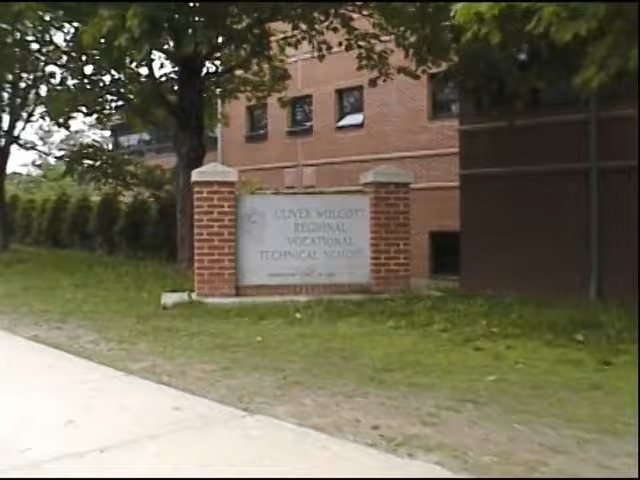 OLIVER WOLCOTT
REGIONAL
VOCATIONAL
TECHNICAL SCHOOL